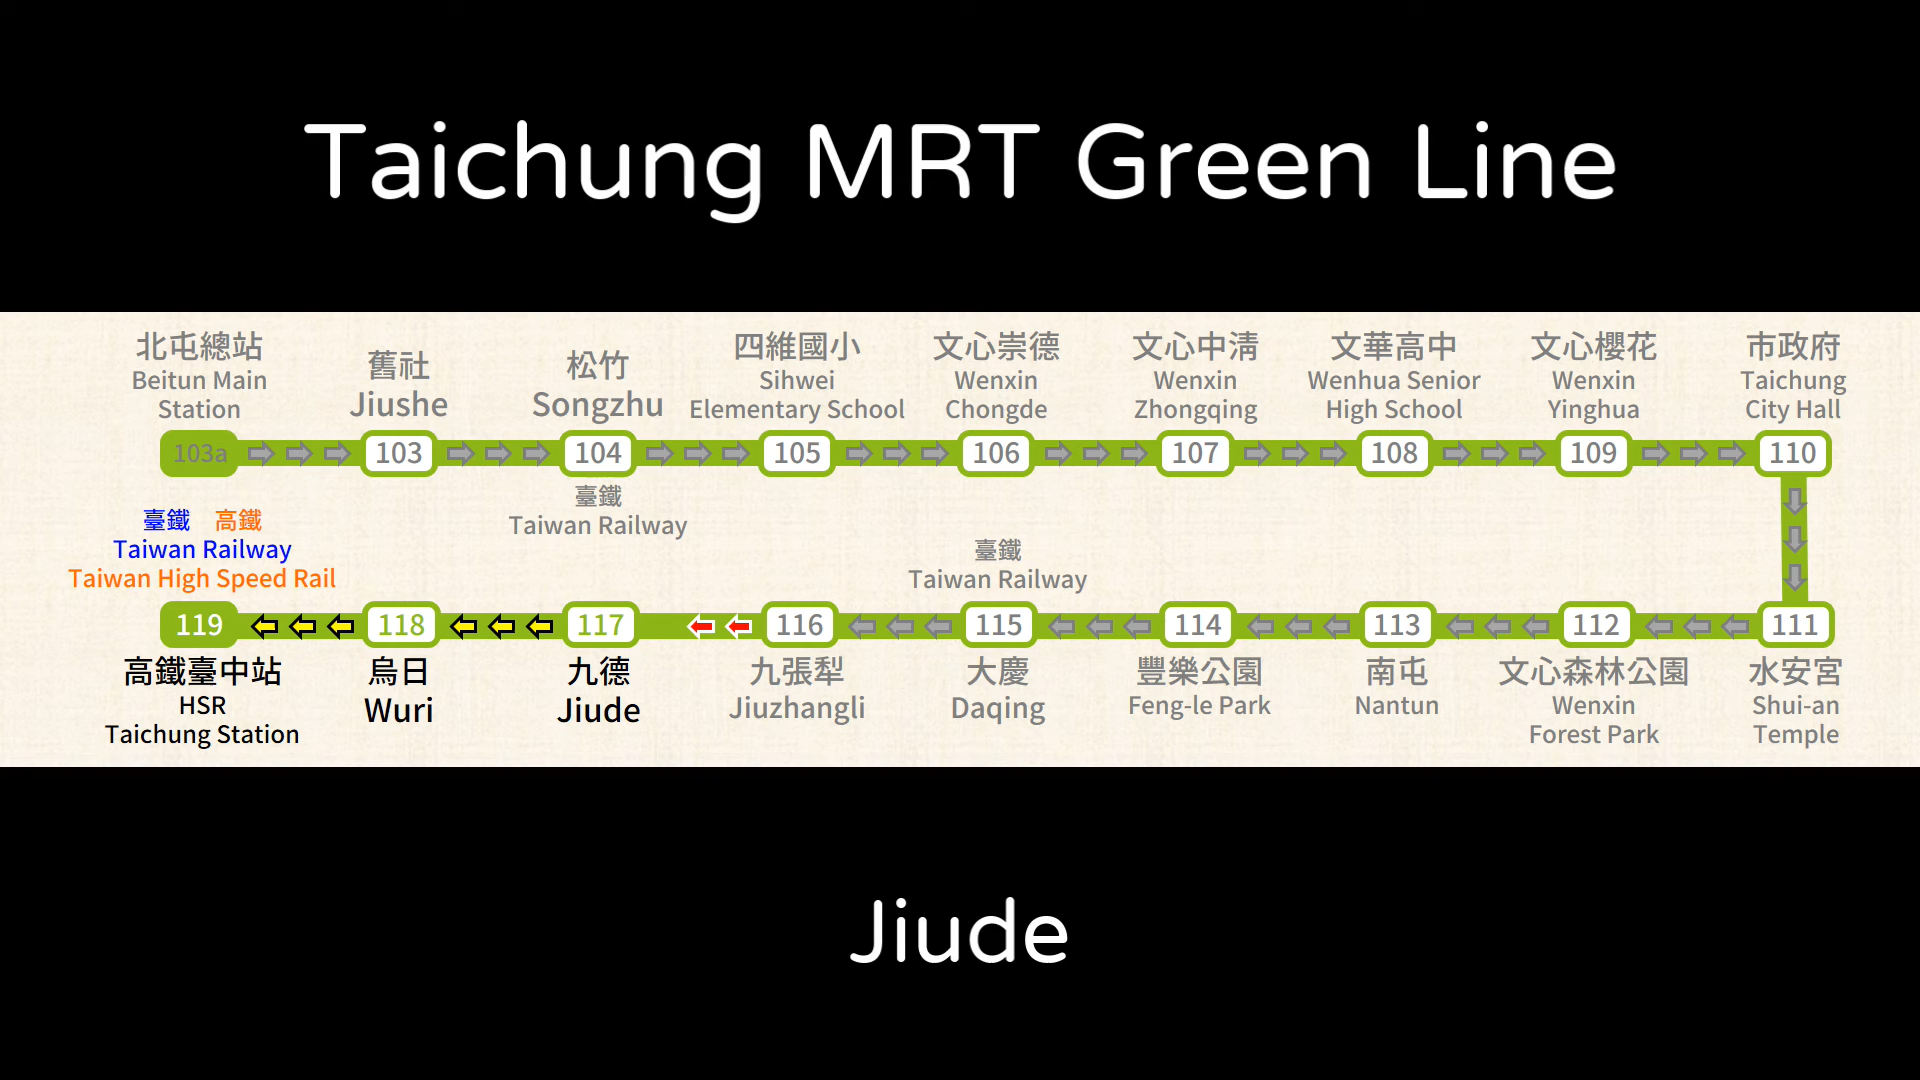 Taichung MRT Green Line
北屯總站
Beitun Main
Station
舊社
Jiushe
松竹
Songzhu
四維國小
Sihwei
Elementary School
文心崇德
Wenxin
Chongde
文心中清
Wenxin
Zhongqing
文華高中
Wenhua Senior
High School
文心櫻花
Wenxin
Yinghua
市政府
Taichung
City Hall
103a
103
104
105
106
107
108
109
110
臺鐵
Taiwan Railway
臺鐵 高鐵
Taiwan Railway
Taiwan High Speed Rail
臺鐵
Taiwan Railway
119
118
117
116
115
114
113
112
111
高鐵臺中站
HSR
Taichung Station
烏日
Wuri
九德
Jiude
九張犁
Jiuzhangli
大慶
Daqing
豐樂公園
Feng-le Park
南屯
Nantun
文心森林公園
Wenxin
Forest Park
水安宮
Shui-an
Temple
Jiude